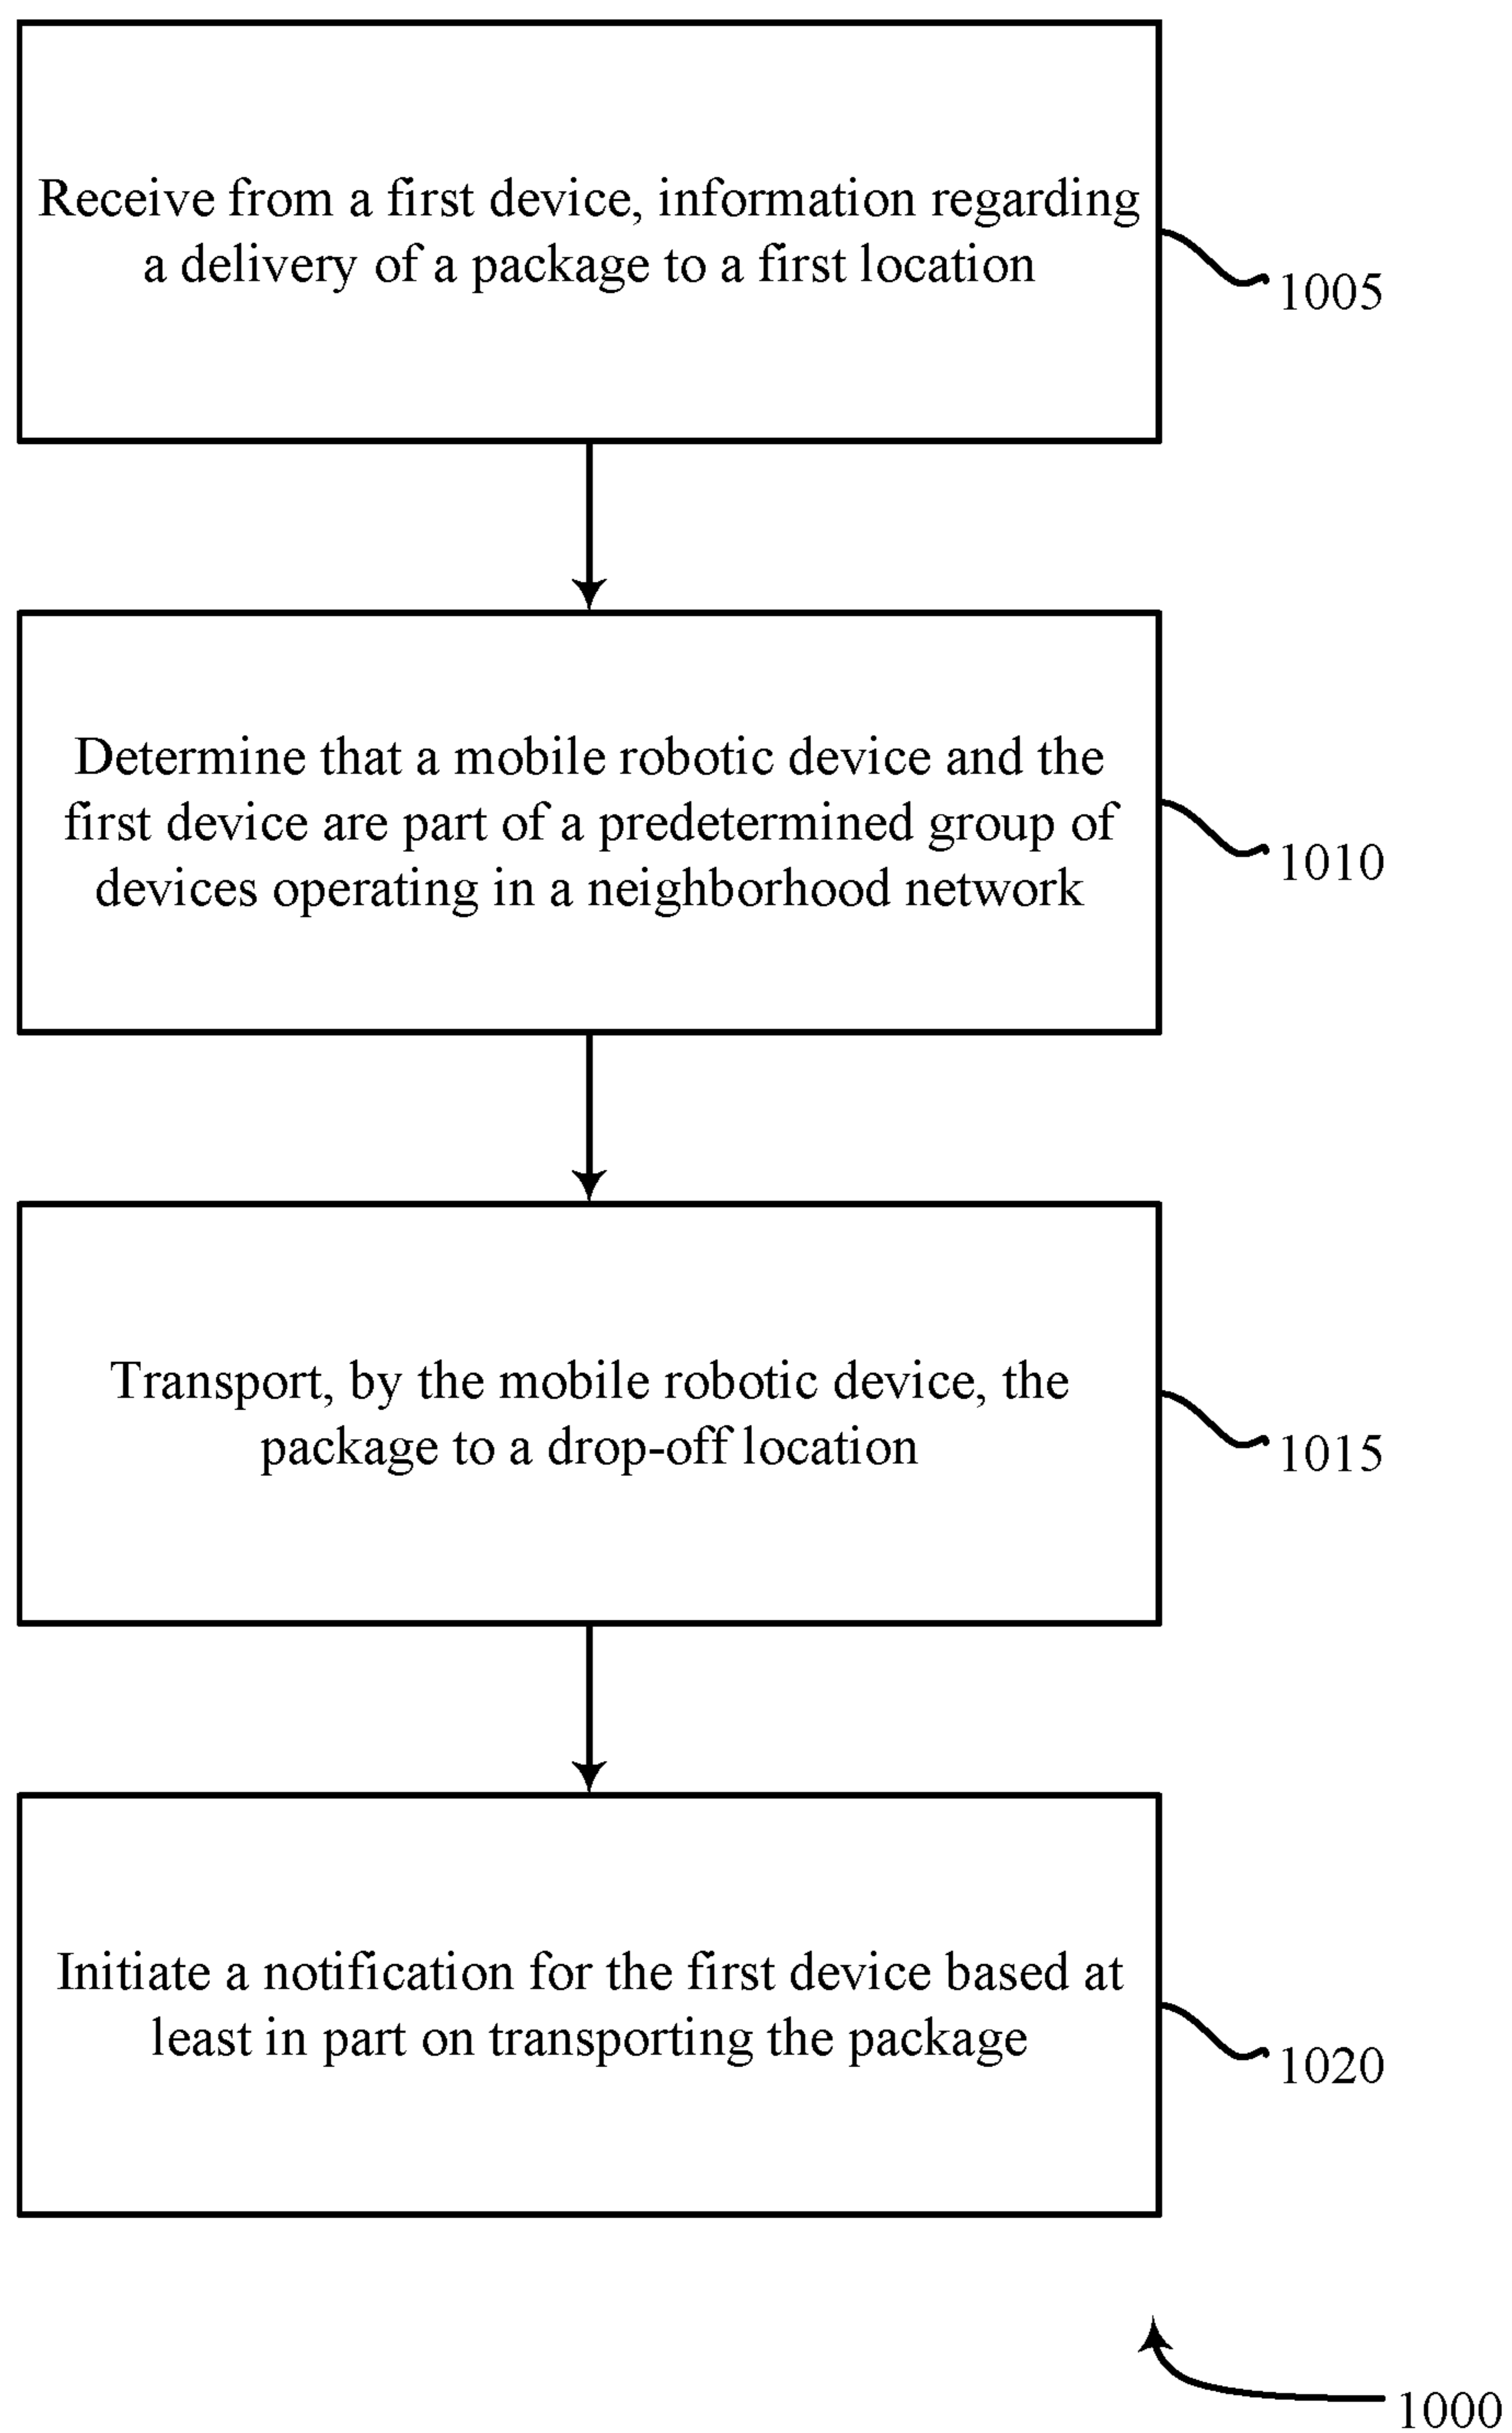 Receive from a first device, information regarding
a delivery of a package to a first location
1005
Determine that a mobile robotic device and the
first device are part of a predetermined group of
devices operating in a neighborhood network
1010
Transport, by the mobile robotic device, the
package to a drop-off location
1015
Initiate a notification for the first device based at
least in part on transporting the package
1020
1000